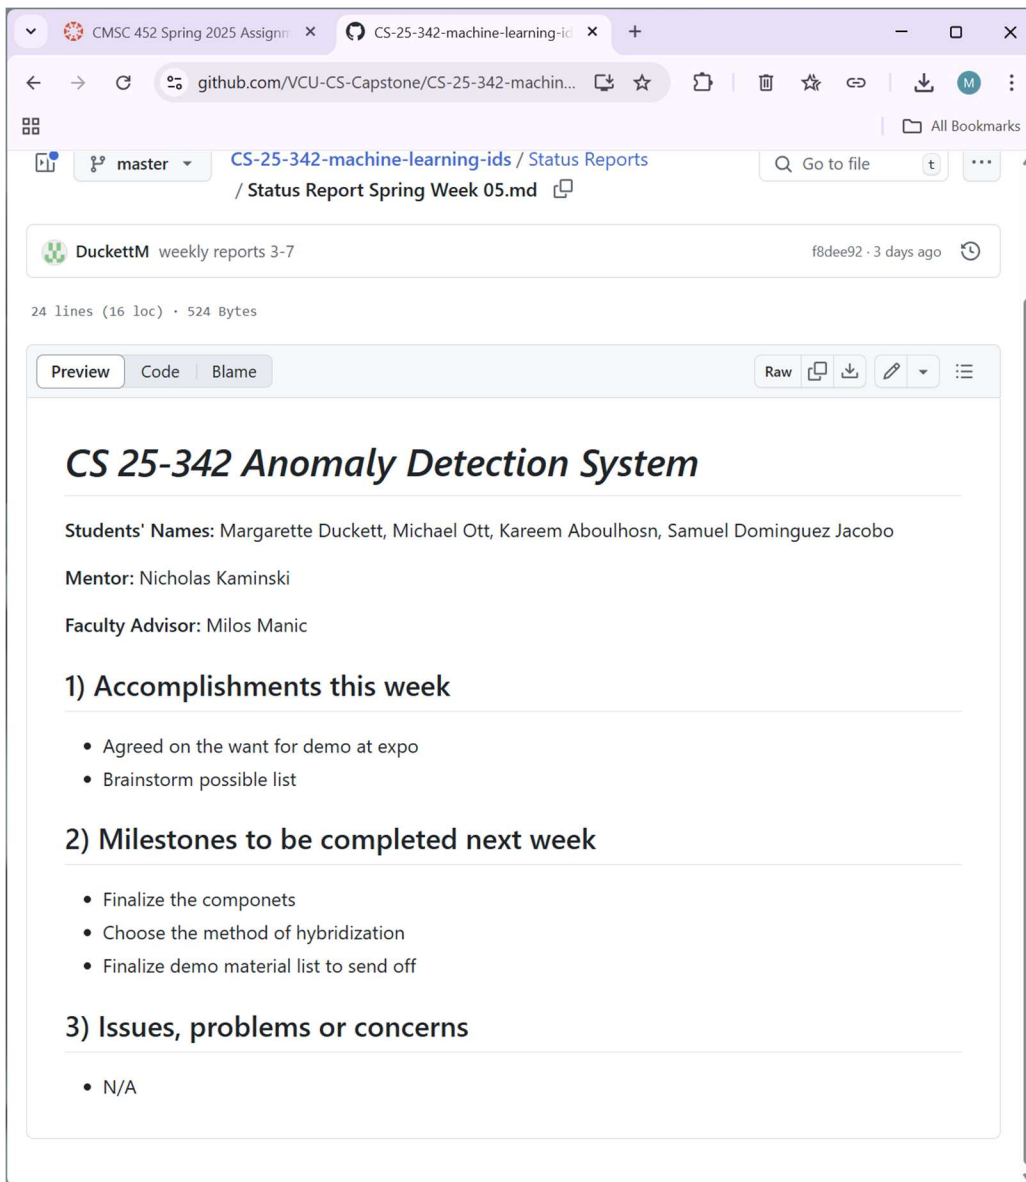 CMSC 452 Spring 2025 Assignm
CS-25-342-machine-learning-id
github.com/VCU-CS-Capstone/CS-25-342-machin...
M
All Bookmarks
master
CS-25-342-machine-learning-ids / Status Reports
/ Status Report Spring Week 05.md
Go to file
t
DuckettM weekly reports 3-7
f8dee92 · 3 days ago
24 lines (16 loc) · 524 Bytes
Preview Code Blame
Raw
CS 25-342 Anomaly Detection System
Students' Names: Margarette Duckett, Michael Ott, Kareem Aboulhosn, Samuel Dominguez Jacobo
Mentor: Nicholas Kaminski
Faculty Advisor: Milos Manic
1) Accomplishments this week
• Agreed on the want for demo at expo
• Brainstorm possible list
2) Milestones to be completed next week
• Finalize the componets
• Choose the method of hybridization
• Finalize demo material list to send off
3) Issues, problems or concerns
• N/A